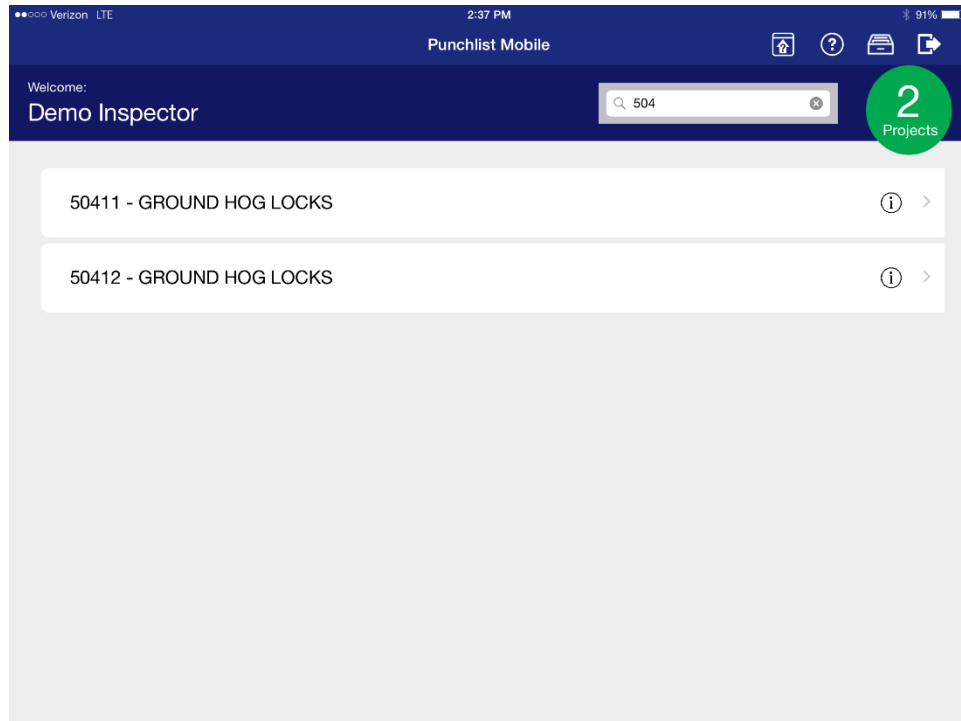 Verizon LTE
2:37 PM
91%
Punchlist Mobile
?
Welcome:
Demo Inspector
504
2
Projects
50411 - GROUND HOG LOCKS
i
50412 - GROUND HOG LOCKS
i